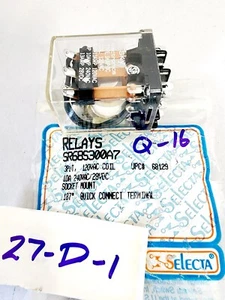 RELAYS
SR6B5300A7
Q-16
3PDT, 120VAC COIL
UPC# 68129
10A 240VAC/28VDC
SOCKET MOUNT
.187" QUICK CONNECT TERMINAL
27-D-1
SELECTA